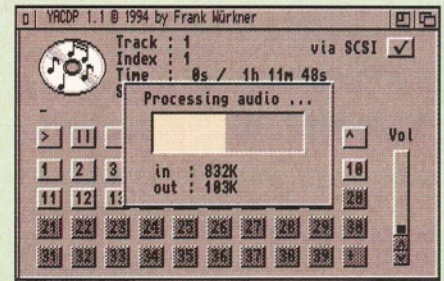 YACDP 1.1 © 1994 by Frank Würkner
Track : 1
via SCSI
Index : 1
Time : 0s / 1h 11m 48s
S
Processing audio ...
> II ^ Vol
in : 832K
out : 103K
1 2 3 10
11 12 13 20
21 22 23 24 25 26 27 28 29 30
31 32 33 34 35 36 37 38 39